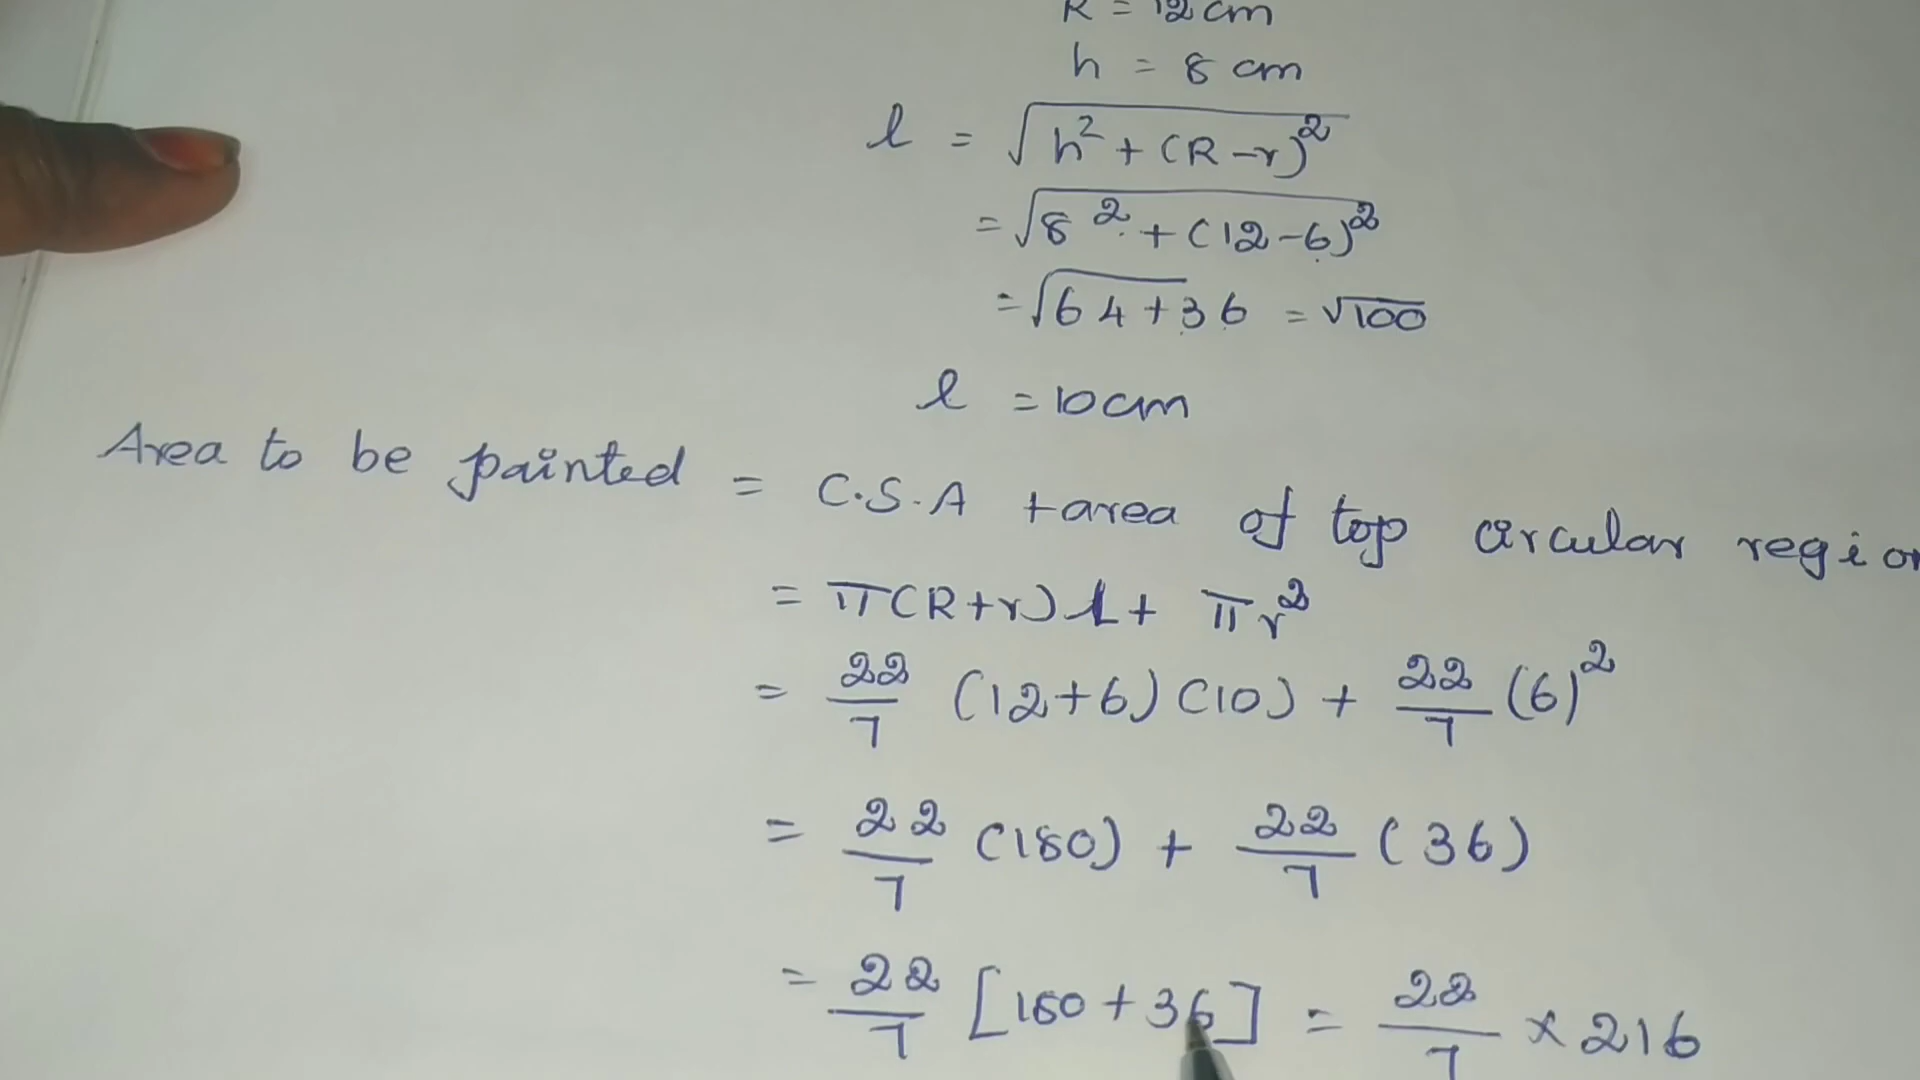 R = 12 cm
h = 8 cm
l = √h² + (R-r)²
= √8² + (12-6)²
= √64+36 = √100
l = 10 cm
Area to be painted = C.S.A + area of top circular region
= π(R+r) l + πr²
= 22/7 (12+6) (10) + 22/7 (6)²
= 22/7 (180) + 22/7 (36)
= 22/7 [180+36] = 22/7 × 216